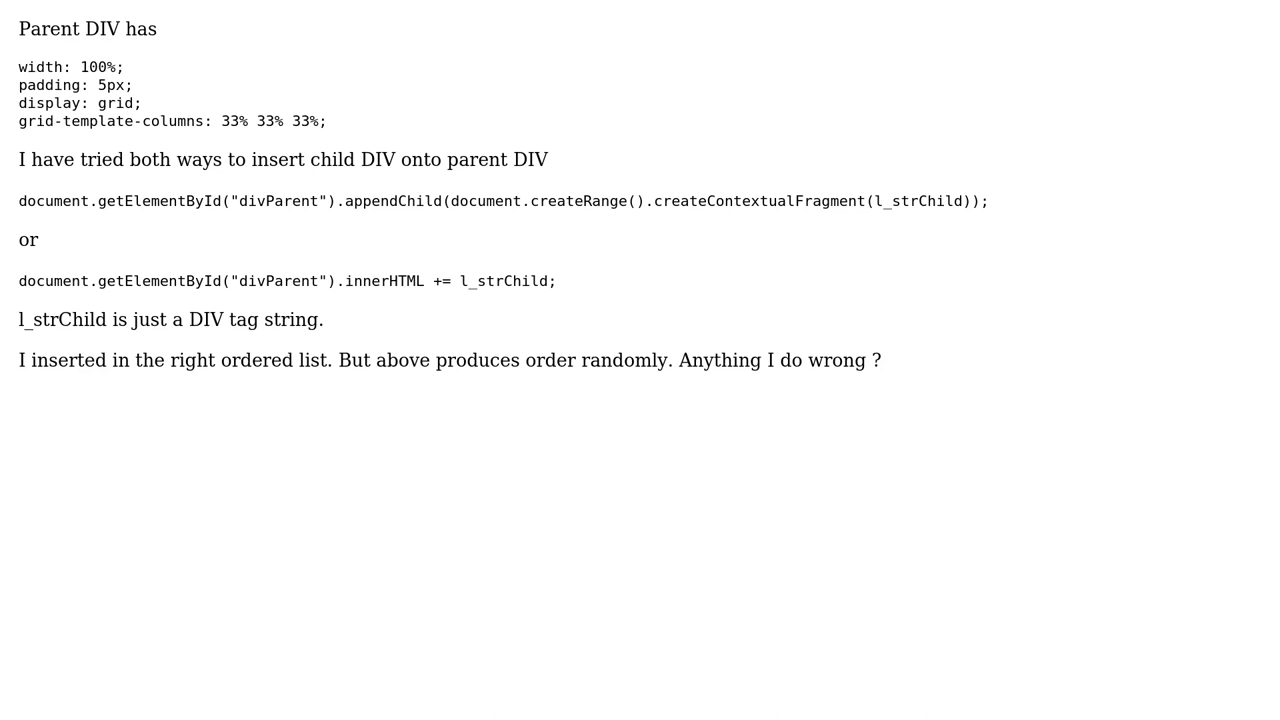 Parent DIV has
width: 100%;
padding: 5px;
display: grid;
grid-template-columns: 33% 33% 33%;
I have tried both ways to insert child DIV onto parent DIV
document.getElementById("divParent").appendChild(document.createRange().createContextualFragment(l_strChild));
or
document.getElementById("divParent").innerHTML += l_strChild;
l_strChild is just a DIV tag string.
I inserted in the right ordered list. But above produces order randomly. Anything I do wrong ?